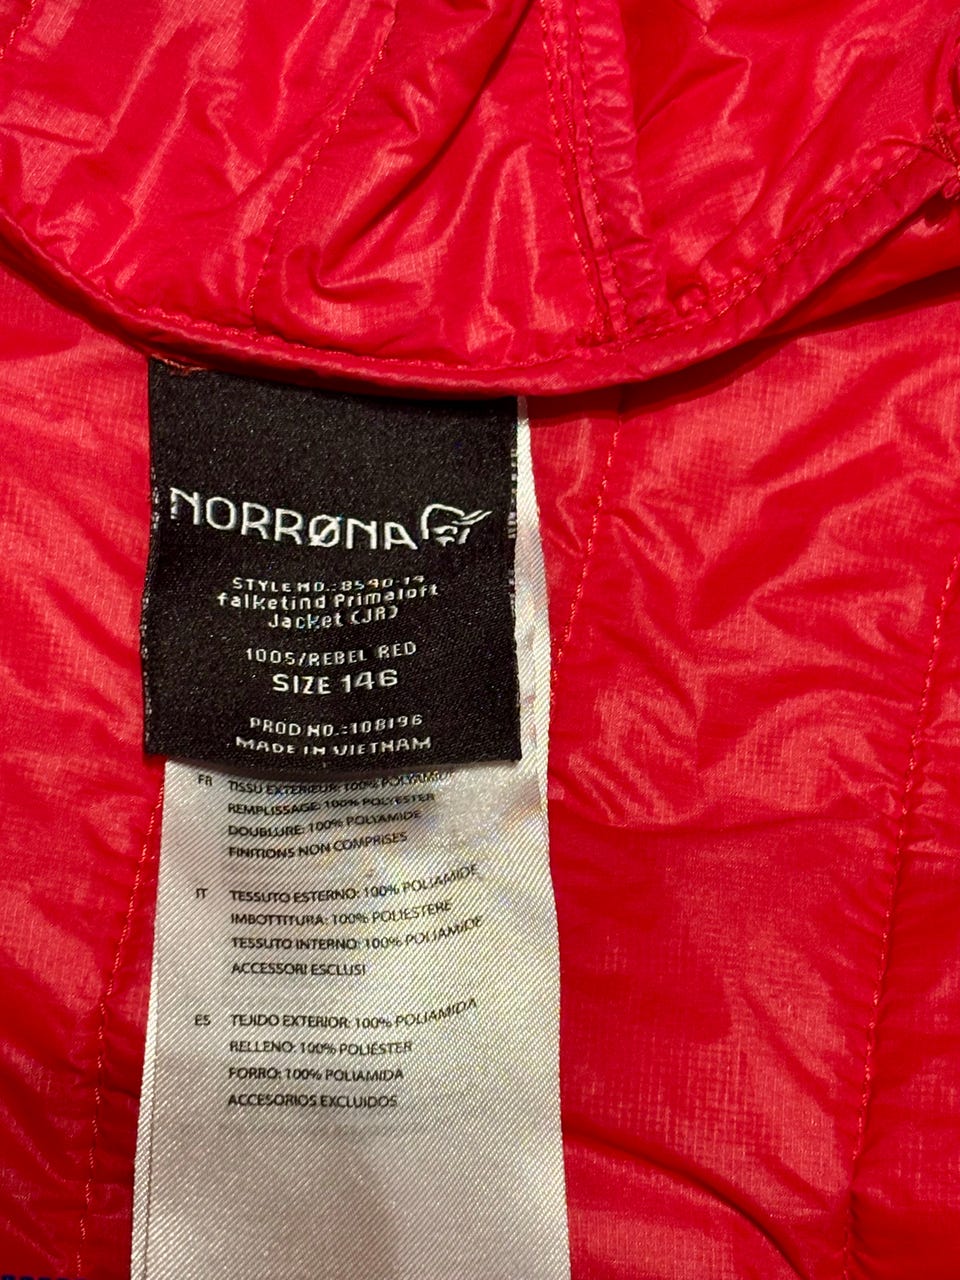 NORRØNA
STYLE NO.:8590-14
falketind Primaloft
Jacket (JR)
1005/REBEL RED
SIZE 146
PROD NO.:108196
MADE IN VIETNAM
FR TISSU EXTERIEUR: 100% POLYAMIDE
REMPLISSAGE: 100% POLYESTER
DOUBLURE: 100% POLYAMIDE
FINITIONS NON COMPRISES
IT TESSUTO ESTERNO: 100% POLIAMIDE
IMBOTTITURA: 100% POLIESTERE
TESSUTO INTERNO: 100% POLIAMIDE
ACCESSORI ESCLUSI
ES TEJIDO EXTERIOR: 100% POLIAMIDA
RELLENO: 100% POLIÉSTER
FORRO: 100% POLIAMIDA
ACCESORIOS EXCLUIDOS